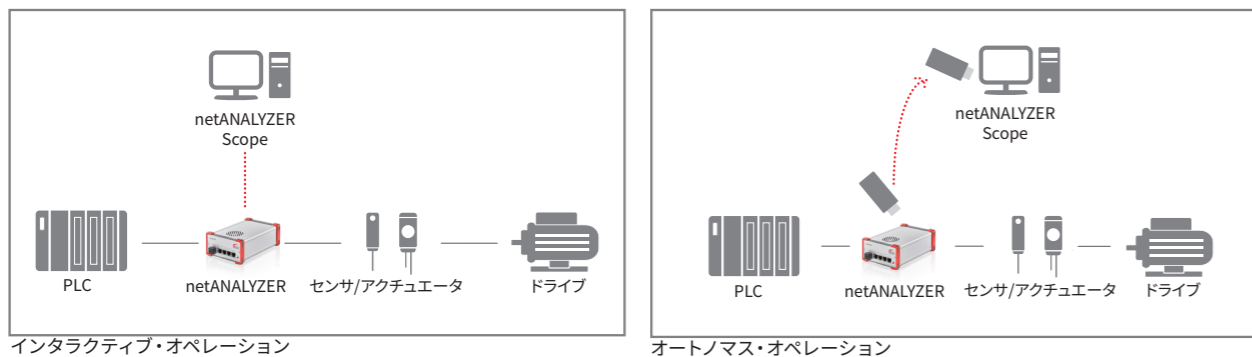 netANALYZER
Scope
PLC
netANALYZER
センサ/アクチュエータ
ドライブ
インタラクティブ・オペレーション
netANALYZER
Scope
PLC
netANALYZER
センサ/アクチュエータ
ドライブ
オートノマス・オペレーション